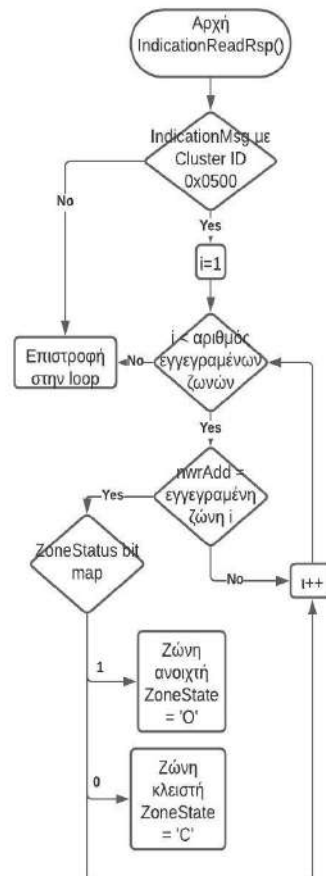 Αρχή
IndicationReadRsp()
IndicationMsg με
Cluster ID
0x0500
No
Yes
i=1
i < αριθμός
εγγεγραμένων
ζωνών
No
Επιστροφή
στην loop
Yes
nwrAdd =
εγγεγραμένη
ζώνη i
Yes
No
ι++
ZoneStatus bit
map
1
Ζώνη
ανοιχτή
ZoneState
= 'O'
0
Ζώνη
κλειστή
ZoneState
= 'C'